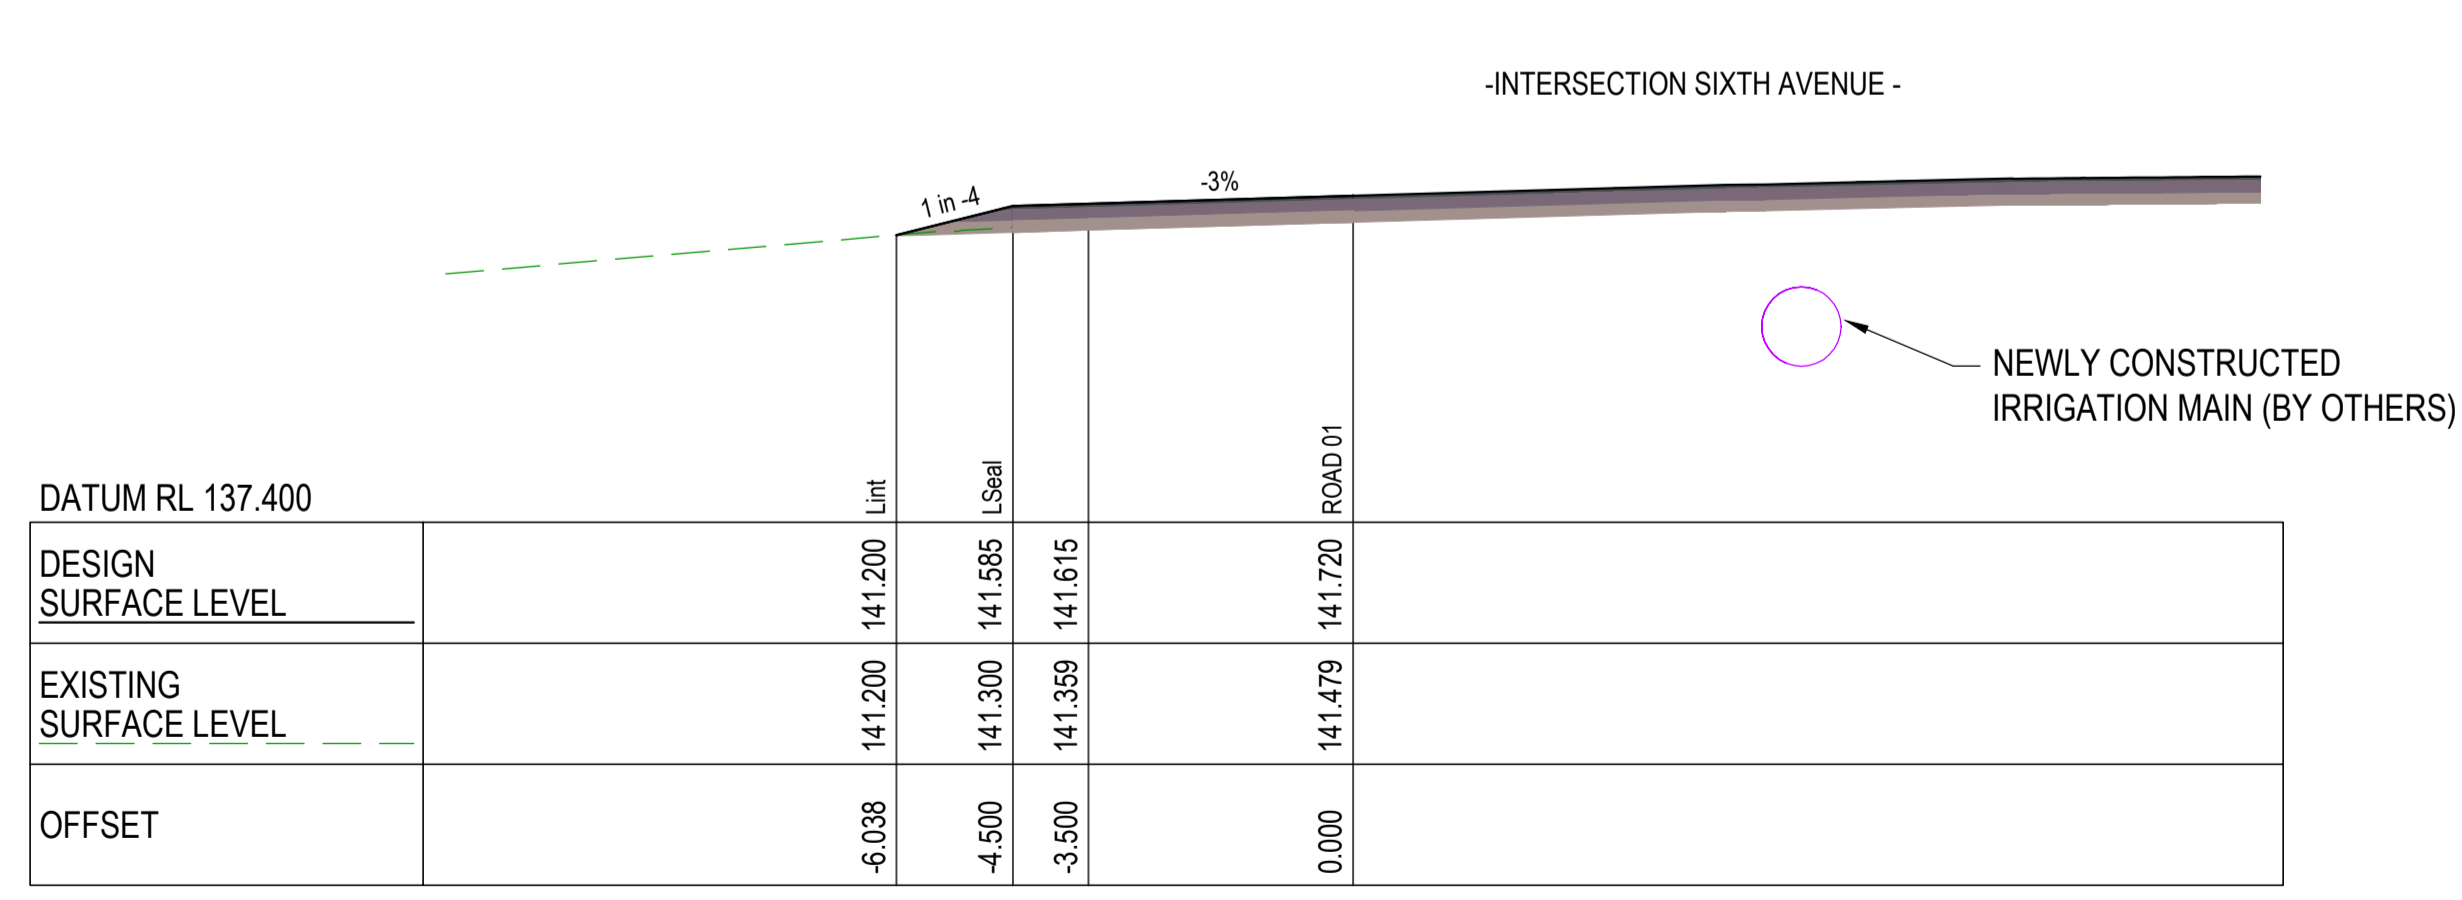 -INTERSECTION SIXTH AVENUE -
1 in -4
-3%
NEWLY CONSTRUCTED
IRRIGATION MAIN (BY OTHERS)
DATUM RL 137.400
Lint
LSeal
ROAD 01
DESIGN
SURFACE LEVEL
141.200
141.585
141.615
141.720
EXISTING
SURFACE LEVEL
141.200
141.300
141.359
141.479
OFFSET
-6.038
-4.500
-3.500
0.000